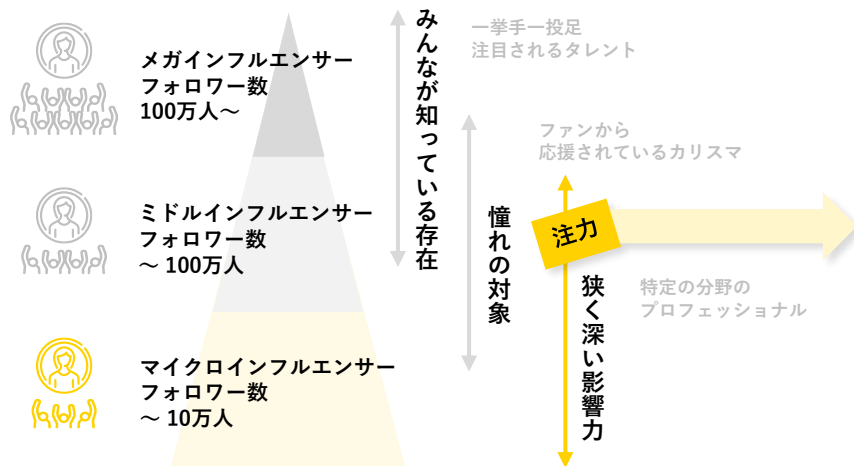 メガインフルエンサー
フォロワー数
100万人〜
みんなが知っている存在
一挙手一投足
注目されるタレント
ファンから
応援されているカリスマ
ミドルインフルエンサー
フォロワー数
〜 100万人
憧れの対象
注力
特定の分野の
プロフェッショナル
狭く深い影響力
マイクロインフルエンサー
フォロワー数
〜 10万人